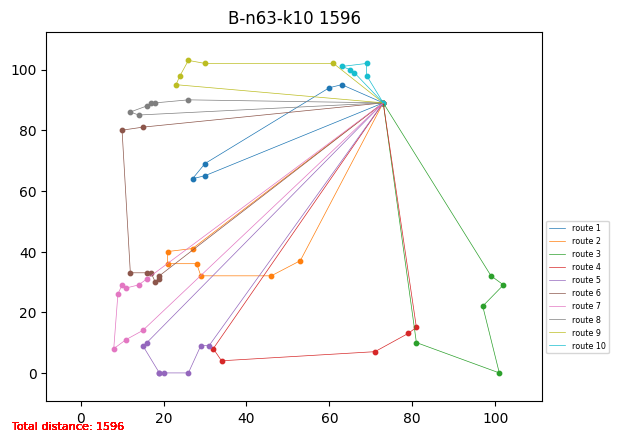 B-n63-k10 1596
100
80
60
40
20
0
0
20
40
60
80
100
route 1
route 2
route 3
route 4
route 5
route 6
route 7
route 8
route 9
route 10
Total distance: 1596